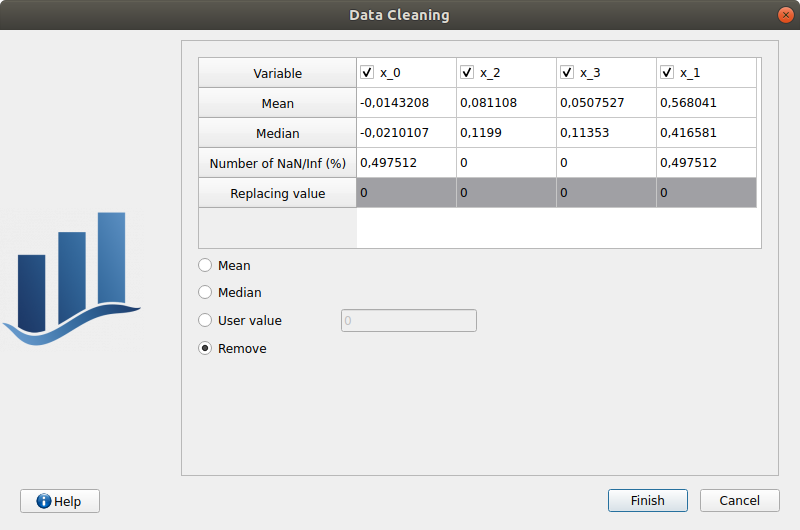 Data Cleaning
Variable x_0 x_2 x_3 x_1
Mean -0,0143208 0,081108 0,0507527 0,568041
Median -0,0210107 0,1199 0,11353 0,416581
Number of NaN/Inf (%) 0,497512 0 0 0,497512
Replacing value 0 0 0 0
Mean
Median
User value 0
Remove
Help Finish Cancel